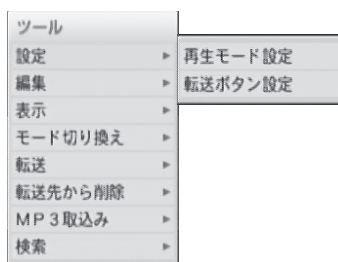 ツール
設定
編集
表示
モード切り換え
転送
転送先から削除
MP3取込み
検索
再生モード設定
転送ボタン設定